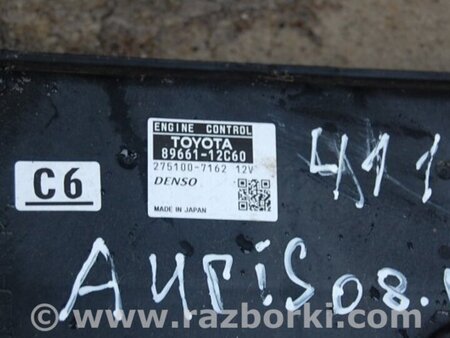 ENGINE CONTROL
TOYOTA
89661-12C60
275100-7162 12V
DENSO
MADE IN JAPAN
C6
411
AURiS 08.
www.razborki.com